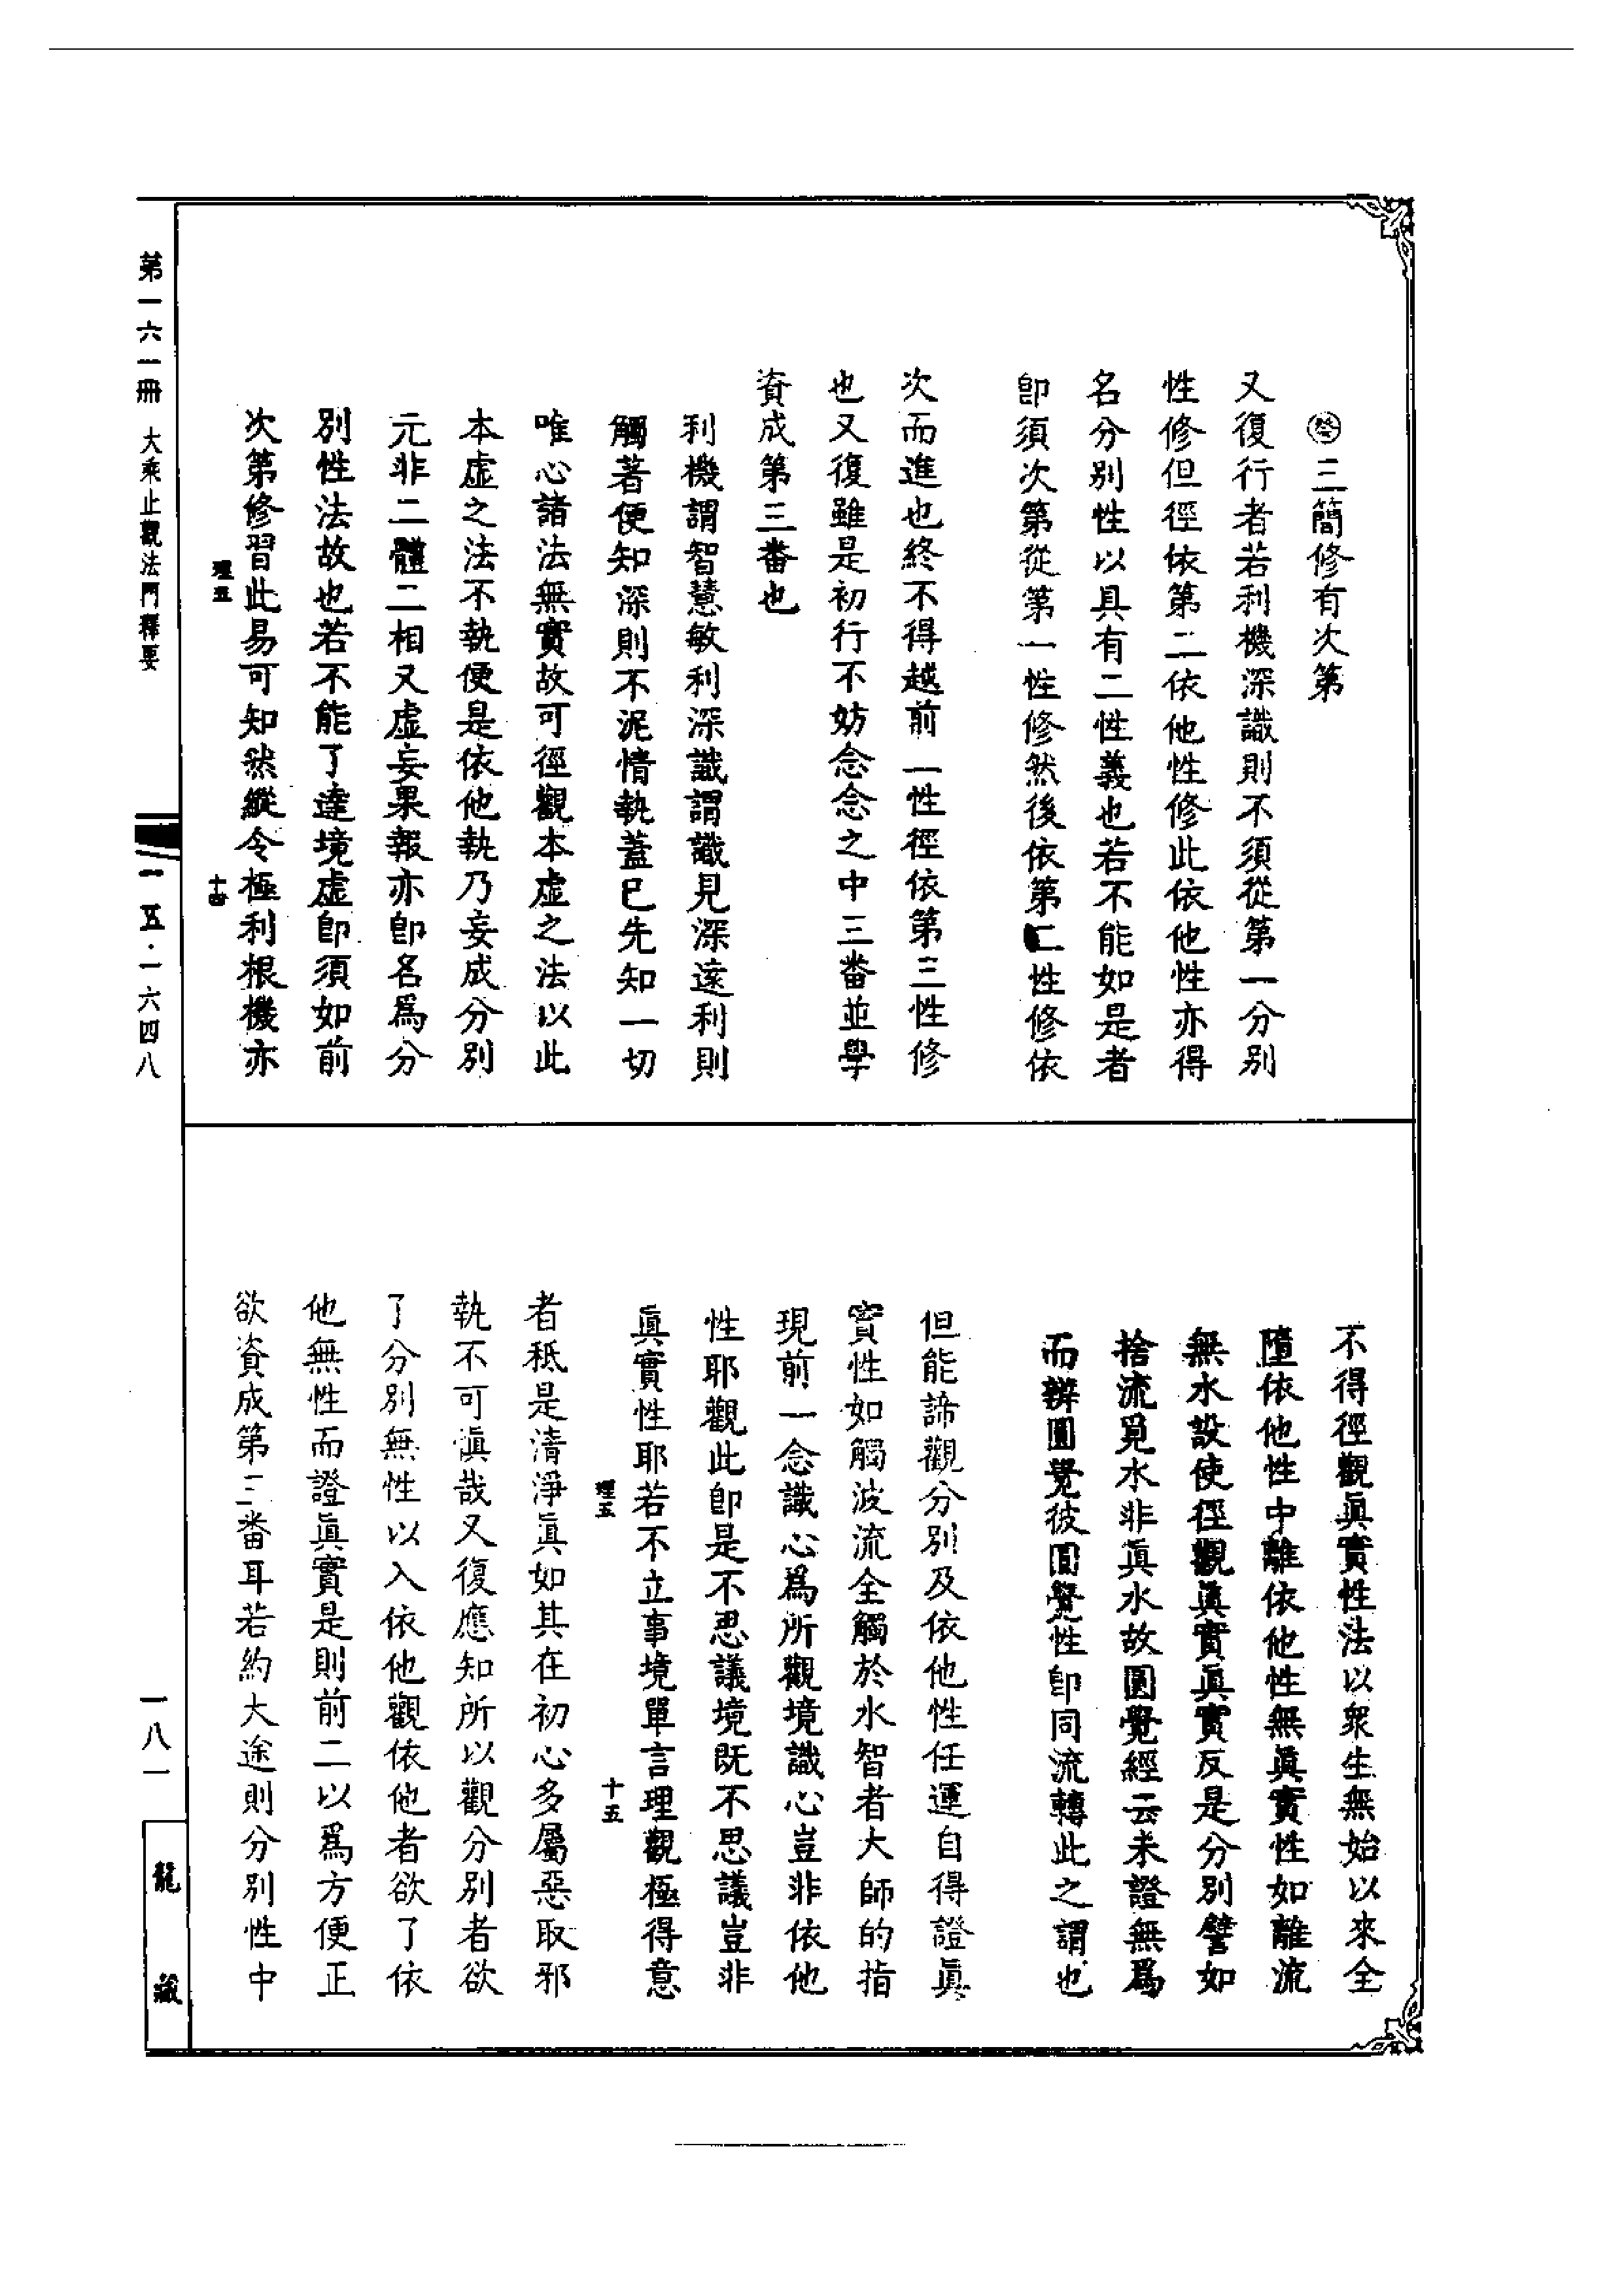 三簡修有次第
又復行者若利機深識則不須從第一分別
性修但徑依第二依他性修此依他性亦得
名分別性以具有二性義也若不能如是者
卽須次第從第一性修然後依第二性修依
次而進也終不得越前一性徑依第三性修
也又復雖是初行不妨念念之中三番並學
資成第三番也
利機謂智慧敏利深識謂識見深遠利則
觸著便知深則不泥情執蓋已先知一切
唯心諸法無實故可徑觀本虛之法以此
本虛之法不執便是依他執乃妄成分別
元非二體二相又虛妄果報亦卽名爲分
別性法故也若不能了達境虛卽須如前
次第修習此易可知然縱令極利根機亦
理五
十四
不得徑觀眞實性法以衆生無始以來全
墮依他性中離依他性無眞實性如離流
無水設使徑觀眞實眞實反是分別譬如
捨流覓水非眞水故圓覺經云未證無爲
而辨圓覺彼圓覺性卽同流轉此之謂也
但能諦觀分別及依他性任運自得證眞
實性如觸波流全觸於水智者大師的指
現前一念識心爲所觀境識心豈非依他
性耶觀此卽是不思議境旣不思議豈非
眞實性耶若不立事境單言理觀極得意
理五
十五
者秪是淸淨眞如其在初心多屬惡取邪
執不可愼哉又復應知所以觀分別者欲
了分別無性以入依他觀依他者欲了依
他無性而證眞實是則前二以爲方便正
欲資成第三番耳若約大途則分別性中
第一六一冊 大乘止觀法門釋要
一一五·一六四八
一八一
龍藏